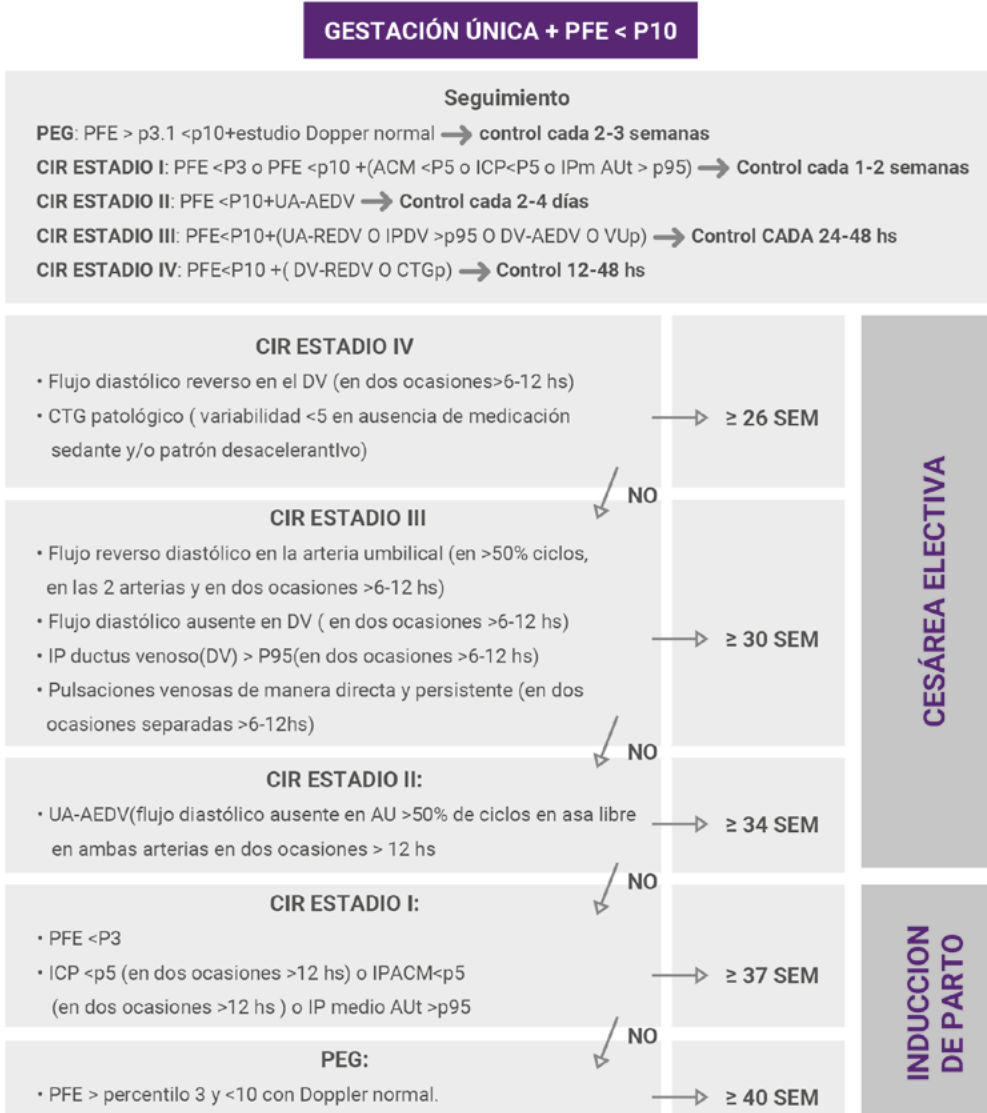 GESTACIÓN ÚNICA + PFE < P10
Seguimiento
PEG: PFE > p3.1 <p10+estudio Dopper normal → control cada 2-3 semanas
CIR ESTADIO I: PFE <P3 o PFE <p10 +(ACM <P5 o ICP<P5 o IPm AUt > p95) → Control cada 1-2 semanas
CIR ESTADIO II: PFE <P10+UA-AEDV → Control cada 2-4 días
CIR ESTADIO III: PFE<P10+(UA-REDV O IPDV >p95 O DV-AEDV O VUp) → Control CADA 24-48 hs
CIR ESTADIO IV: PFE<P10 +( DV-REDV O CTGp) → Control 12-48 hs
CIR ESTADIO IV
• Flujo diastólico reverso en el DV (en dos ocasiones>6-12 hs)
• CTG patológico ( variabilidad <5 en ausencia de medicación
sedante y/o patrón desacelerantIvo)
≥ 26 SEM
NO
CIR ESTADIO III
• Flujo reverso diastólico en la arteria umbilical (en >50% ciclos,
en las 2 arterias y en dos ocasiones >6-12 hs)
• Flujo diastólico ausente en DV ( en dos ocasiones >6-12 hs)
• IP ductus venoso(DV) > P95(en dos ocasiones >6-12 hs)
• Pulsaciones venosas de manera directa y persistente (en dos
ocasiones separadas >6-12hs)
≥ 30 SEM
NO
CIR ESTADIO II:
• UA-AEDV(flujo diastólico ausente en AU >50% de ciclos en asa libre
en ambas arterias en dos ocasiones > 12 hs
≥ 34 SEM
CESÁREA ELECTIVA
NO
CIR ESTADIO I:
• PFE <P3
• ICP <p5 (en dos ocasiones >12 hs) o IPACM<p5
(en dos ocasiones >12 hs ) o IP medio AUt >p95
≥ 37 SEM
NO
PEG:
• PFE > percentilo 3 y <10 con Doppler normal.
≥ 40 SEM
INDUCCION
DE PARTO